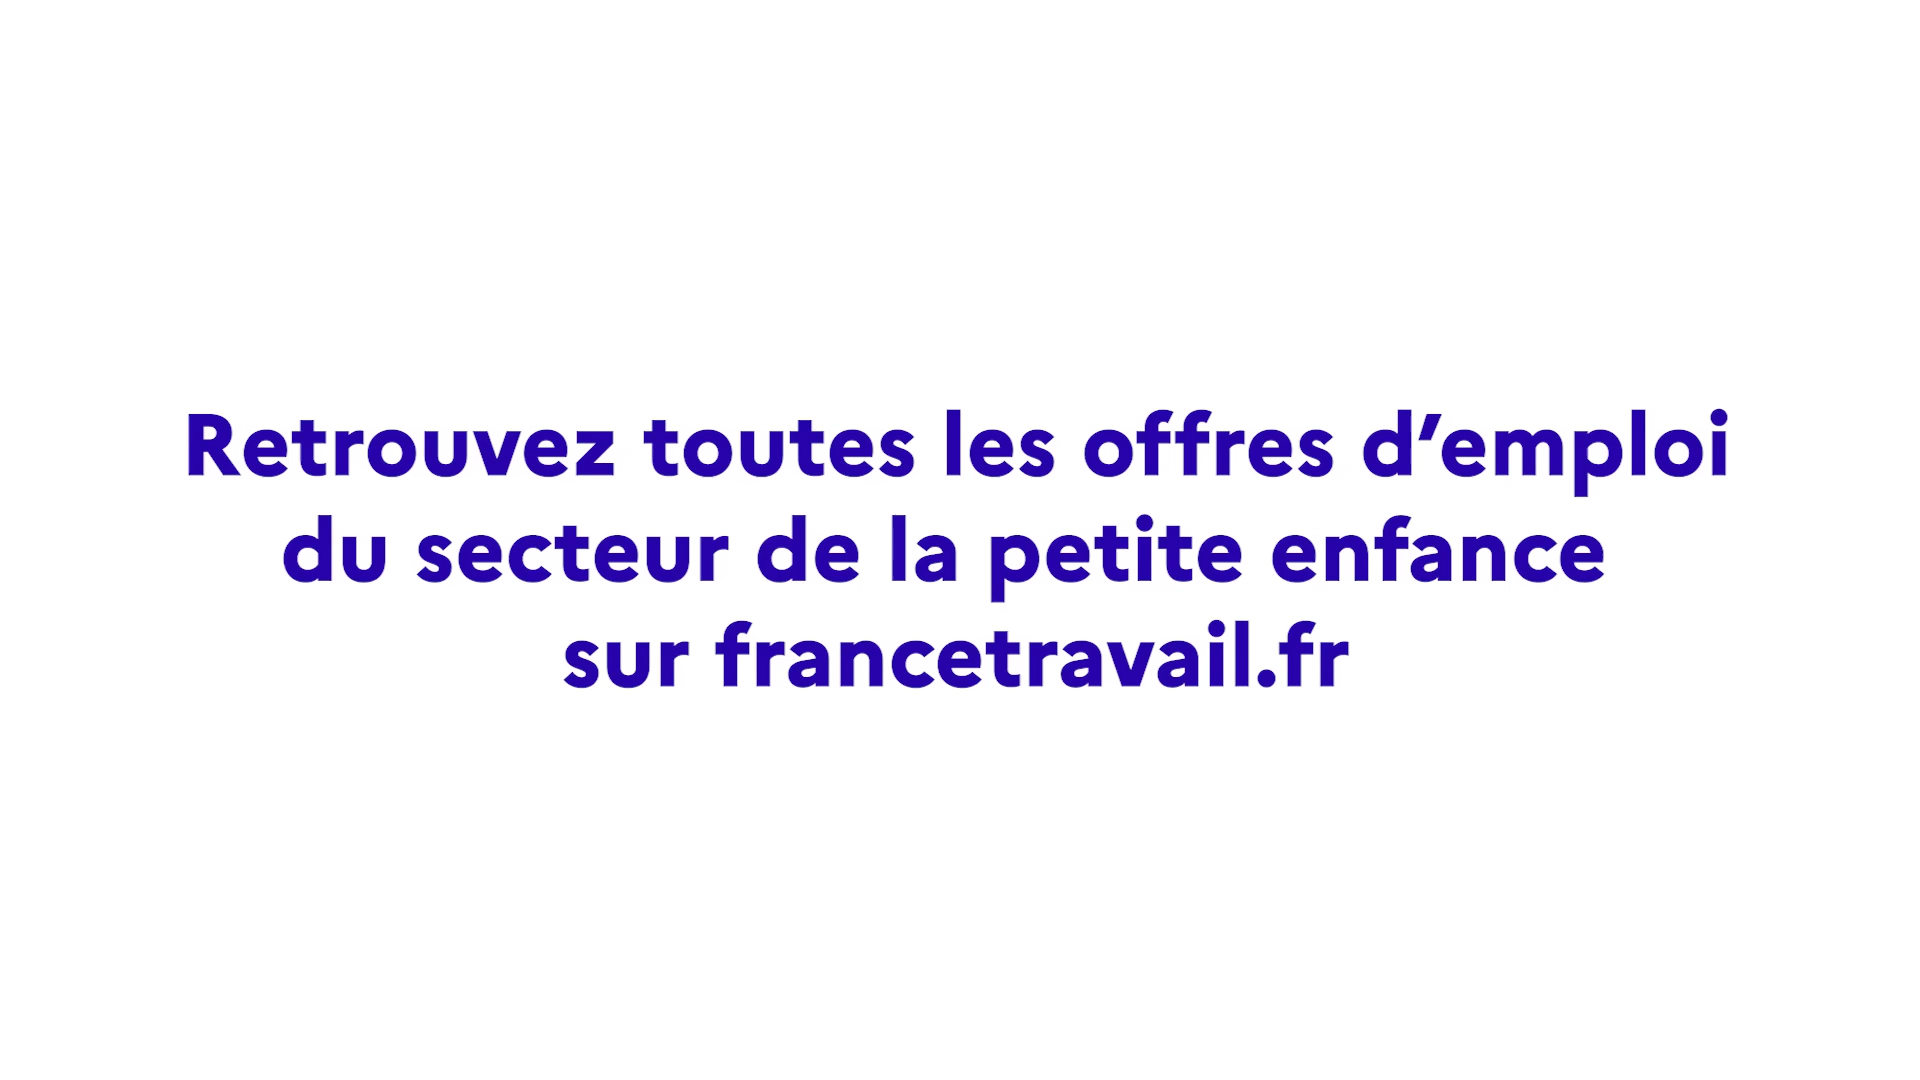 Retrouvez toutes les offres d’emploi
du secteur de la petite enfance
sur francetravail.fr